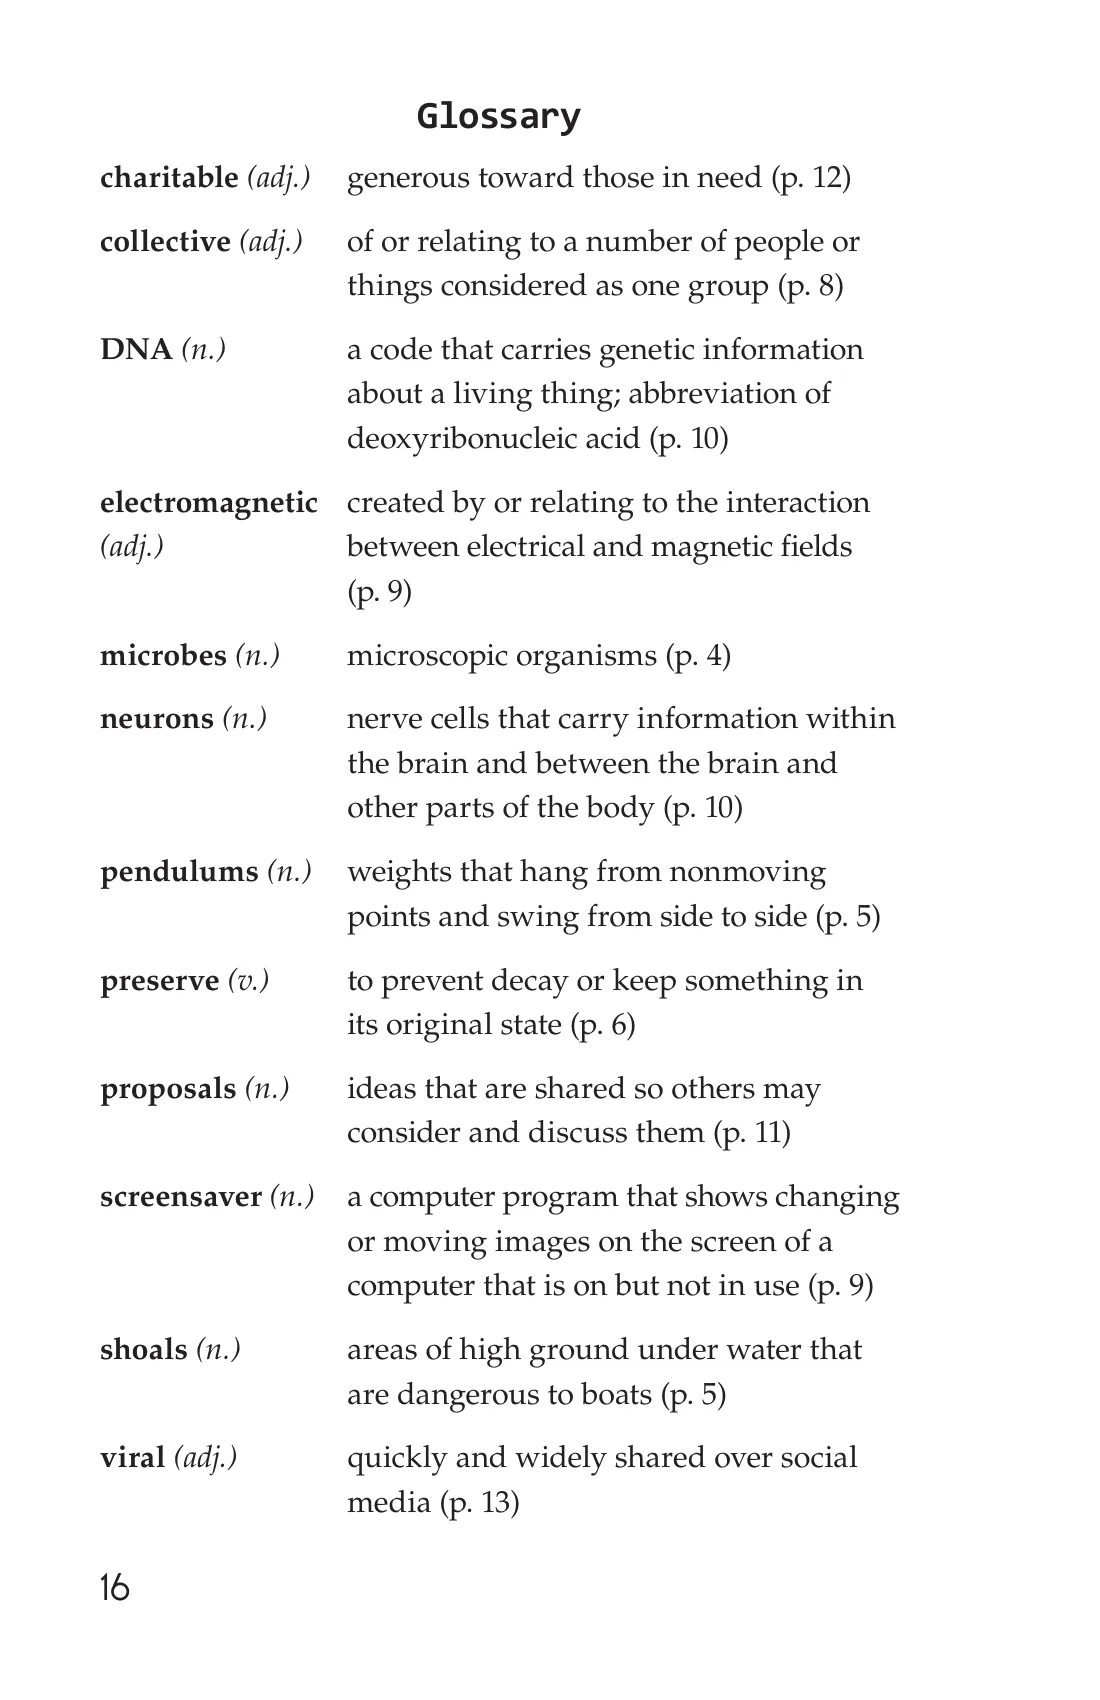 Glossary
charitable (adj.) generous toward those in need (p. 12)
collective (adj.) of or relating to a number of people or
things considered as one group (p. 8)
DNA (n.) a code that carries genetic information
about a living thing; abbreviation of
deoxyribonucleic acid (p. 10)
electromagnetic created by or relating to the interaction
(adj.) between electrical and magnetic fields
(p. 9)
microbes (n.) microscopic organisms (p. 4)
neurons (n.) nerve cells that carry information within
the brain and between the brain and
other parts of the body (p. 10)
pendulums (n.) weights that hang from nonmoving
points and swing from side to side (p. 5)
preserve (v.) to prevent decay or keep something in
its original state (p. 6)
proposals (n.) ideas that are shared so others may
consider and discuss them (p. 11)
screensaver (n.) a computer program that shows changing
or moving images on the screen of a
computer that is on but not in use (p. 9)
shoals (n.) areas of high ground under water that
are dangerous to boats (p. 5)
viral (adj.) quickly and widely shared over social
media (p. 13)
16